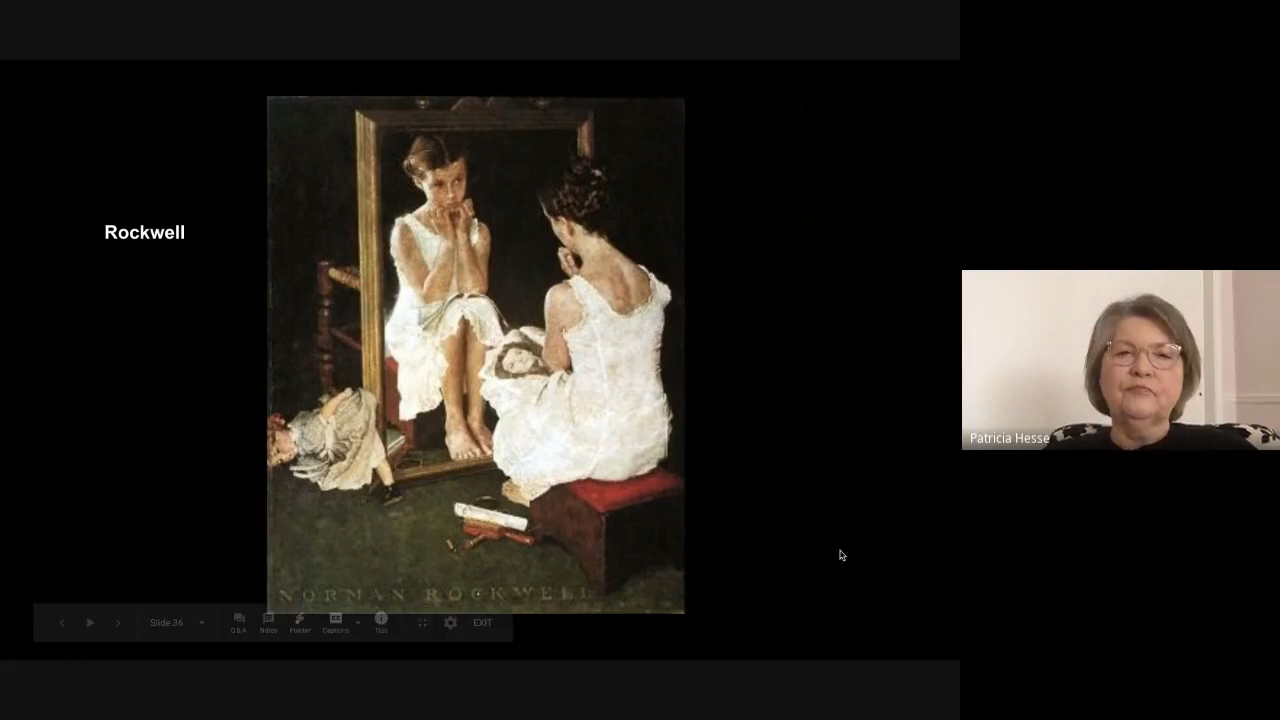 Rockwell
NORMAN ROCKWELL
Patricia Hesse
Slide 36
Q&A
Notes
Pointer
Captions
Tips
EXIT